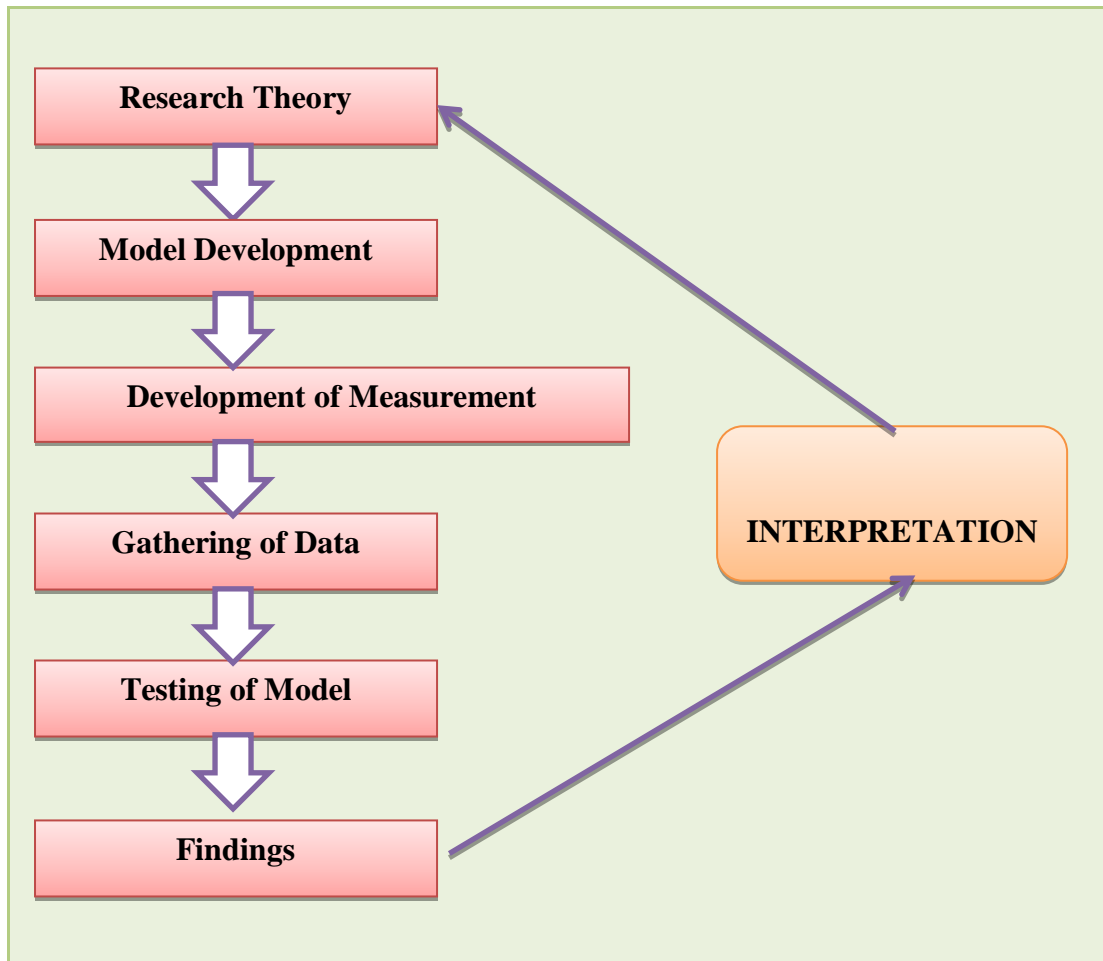 Research Theory
Model Development
Development of Measurement
Gathering of Data
Testing of Model
Findings
INTERPRETATION